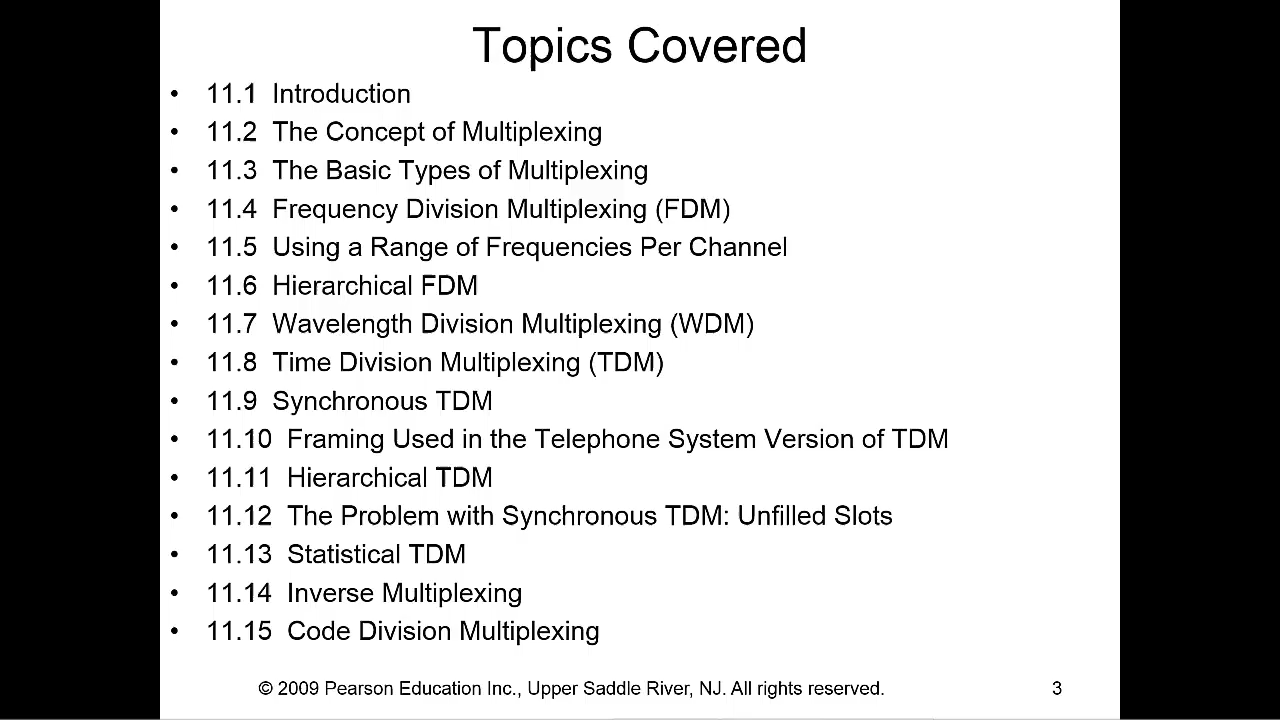 Topics Covered
• 11.1 Introduction
• 11.2 The Concept of Multiplexing
• 11.3 The Basic Types of Multiplexing
• 11.4 Frequency Division Multiplexing (FDM)
• 11.5 Using a Range of Frequencies Per Channel
• 11.6 Hierarchical FDM
• 11.7 Wavelength Division Multiplexing (WDM)
• 11.8 Time Division Multiplexing (TDM)
• 11.9 Synchronous TDM
• 11.10 Framing Used in the Telephone System Version of TDM
• 11.11 Hierarchical TDM
• 11.12 The Problem with Synchronous TDM: Unfilled Slots
• 11.13 Statistical TDM
• 11.14 Inverse Multiplexing
• 11.15 Code Division Multiplexing
© 2009 Pearson Education Inc., Upper Saddle River, NJ. All rights reserved. 3